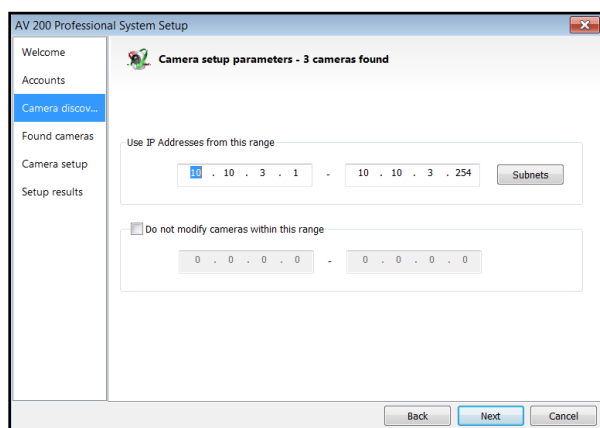 AV 200 Professional System Setup
Welcome
Accounts
Camera discov...
Found cameras
Camera setup
Setup results
Camera setup parameters - 3 cameras found
Use IP Addresses from this range
10 . 10 . 3 . 1 - 10 . 10 . 3 . 254 Subnets
Do not modify cameras within this range
0 . 0 . 0 . 0 - 0 . 0 . 0 . 0
Back Next Cancel